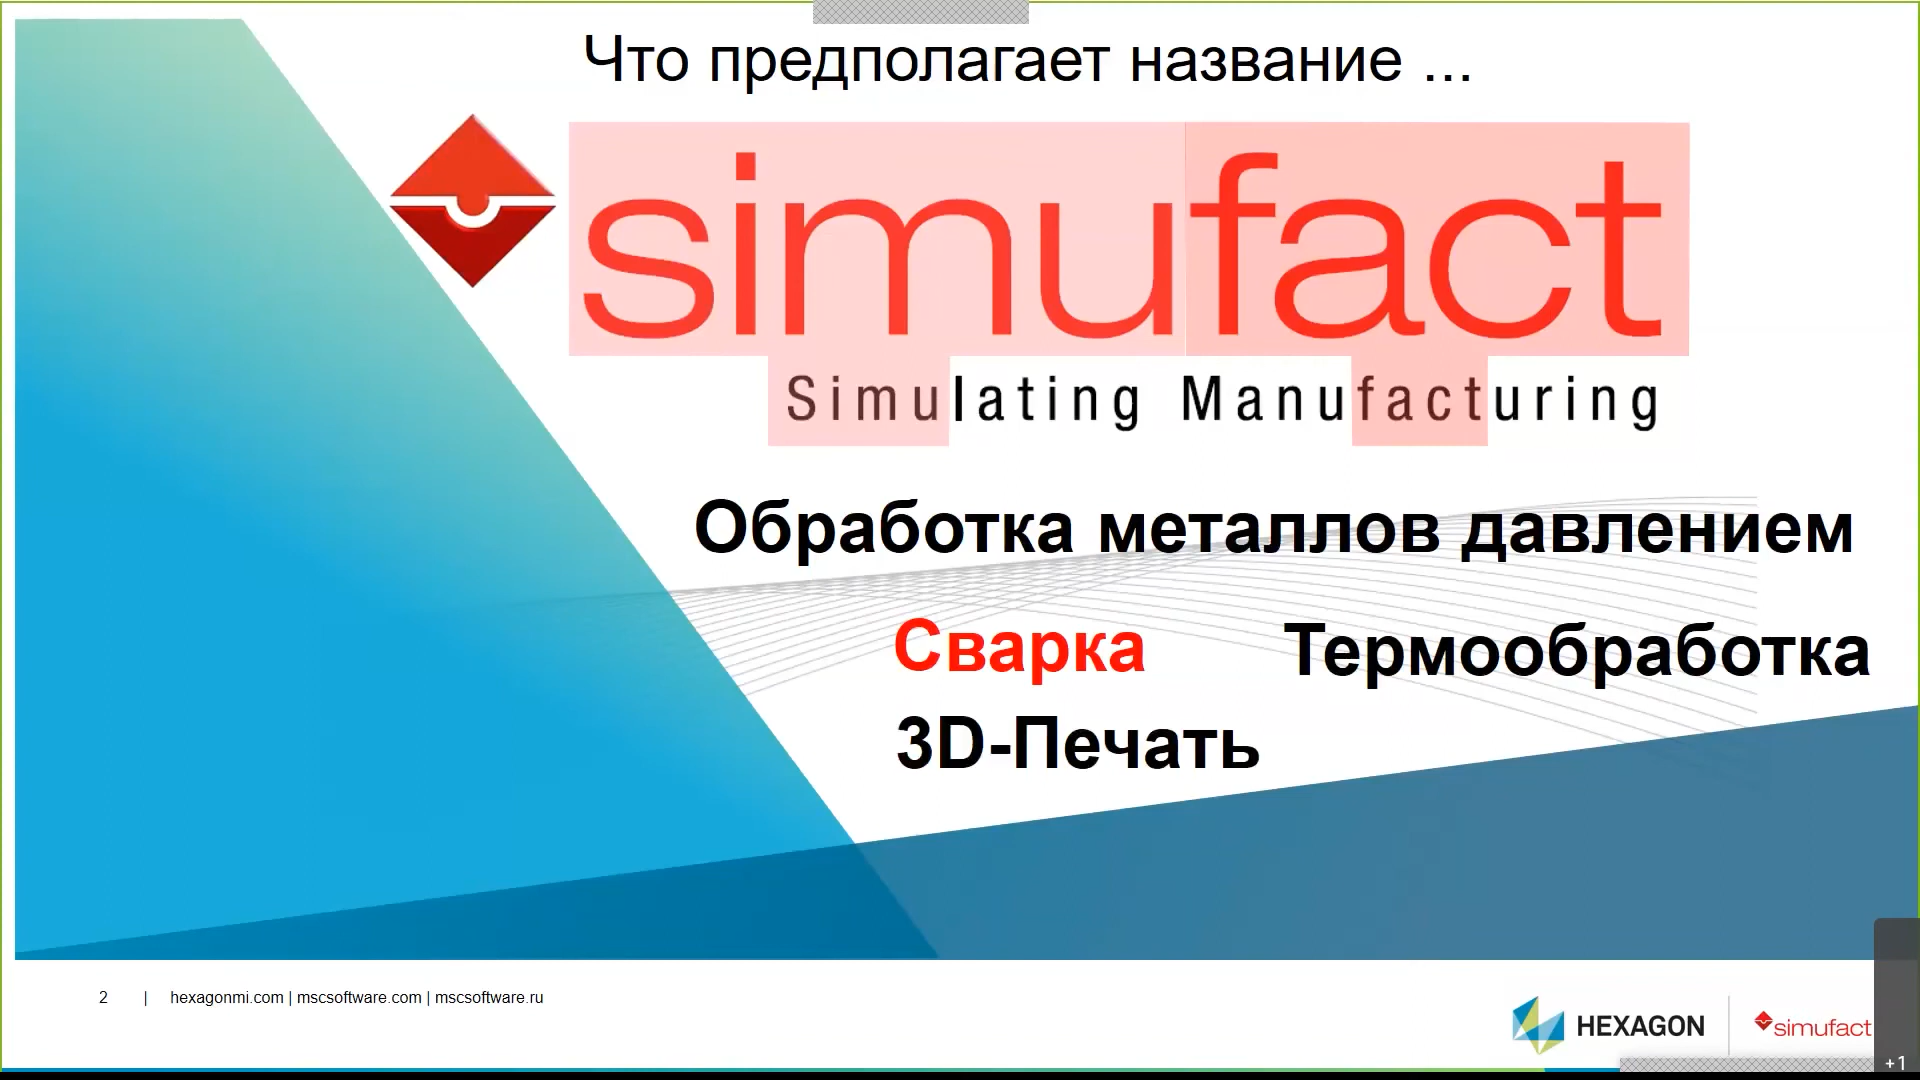 Что предполагает название ...
simufact
Simulating Manufacturing
Обработка металлов давлением
Сварка Термообработка
3D-Печать
2 | hexagonmi.com | mscsoftware.com | mscsoftware.ru
HEXAGON | simufact
+1